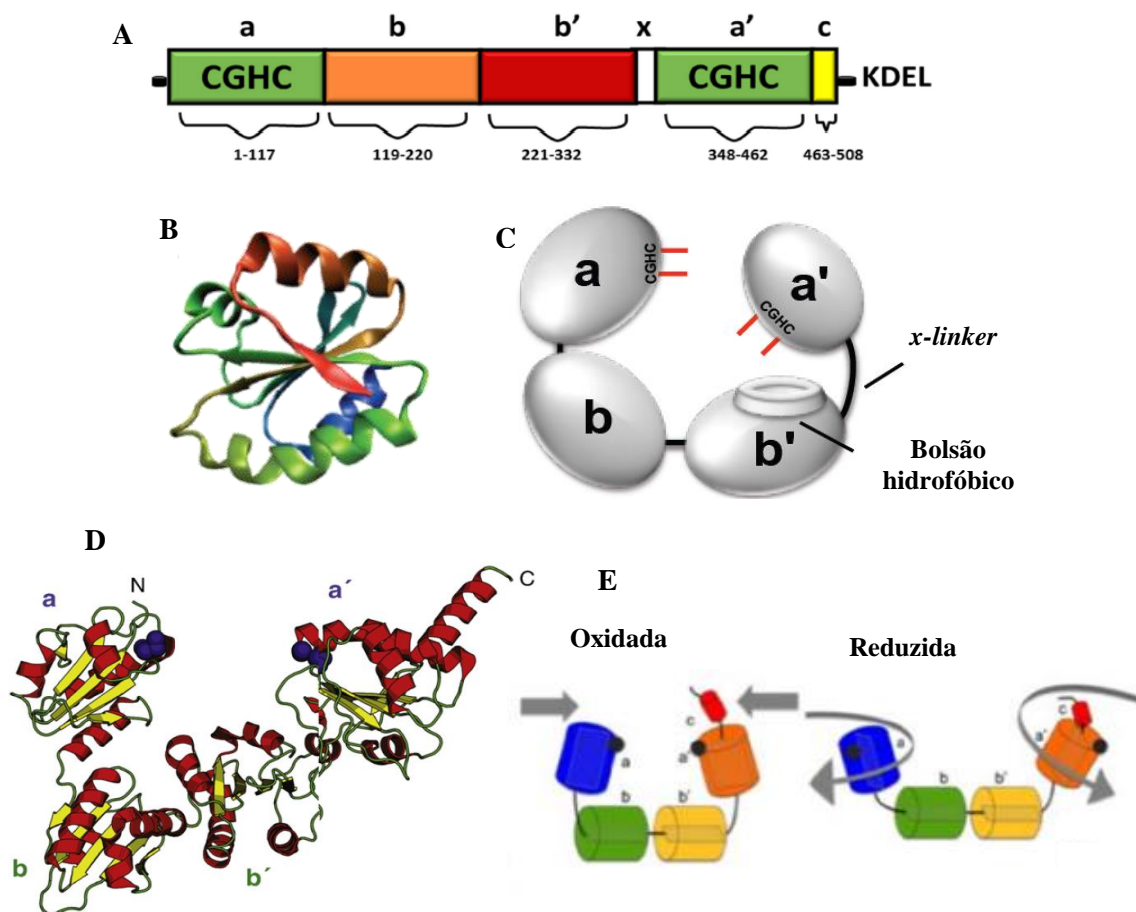 A
a b b' x a' c
CGHC CGHC KDEL
1-117 119-220 221-332 348-462 463-508
B
C
a CGHC
a' CGHC
x-linker
b
b'
Bolsão
hidrofóbico
D
N
a
a´
C
b
b´
E
Oxidada Reduzida
c c
a a' a a'
b b' b b'